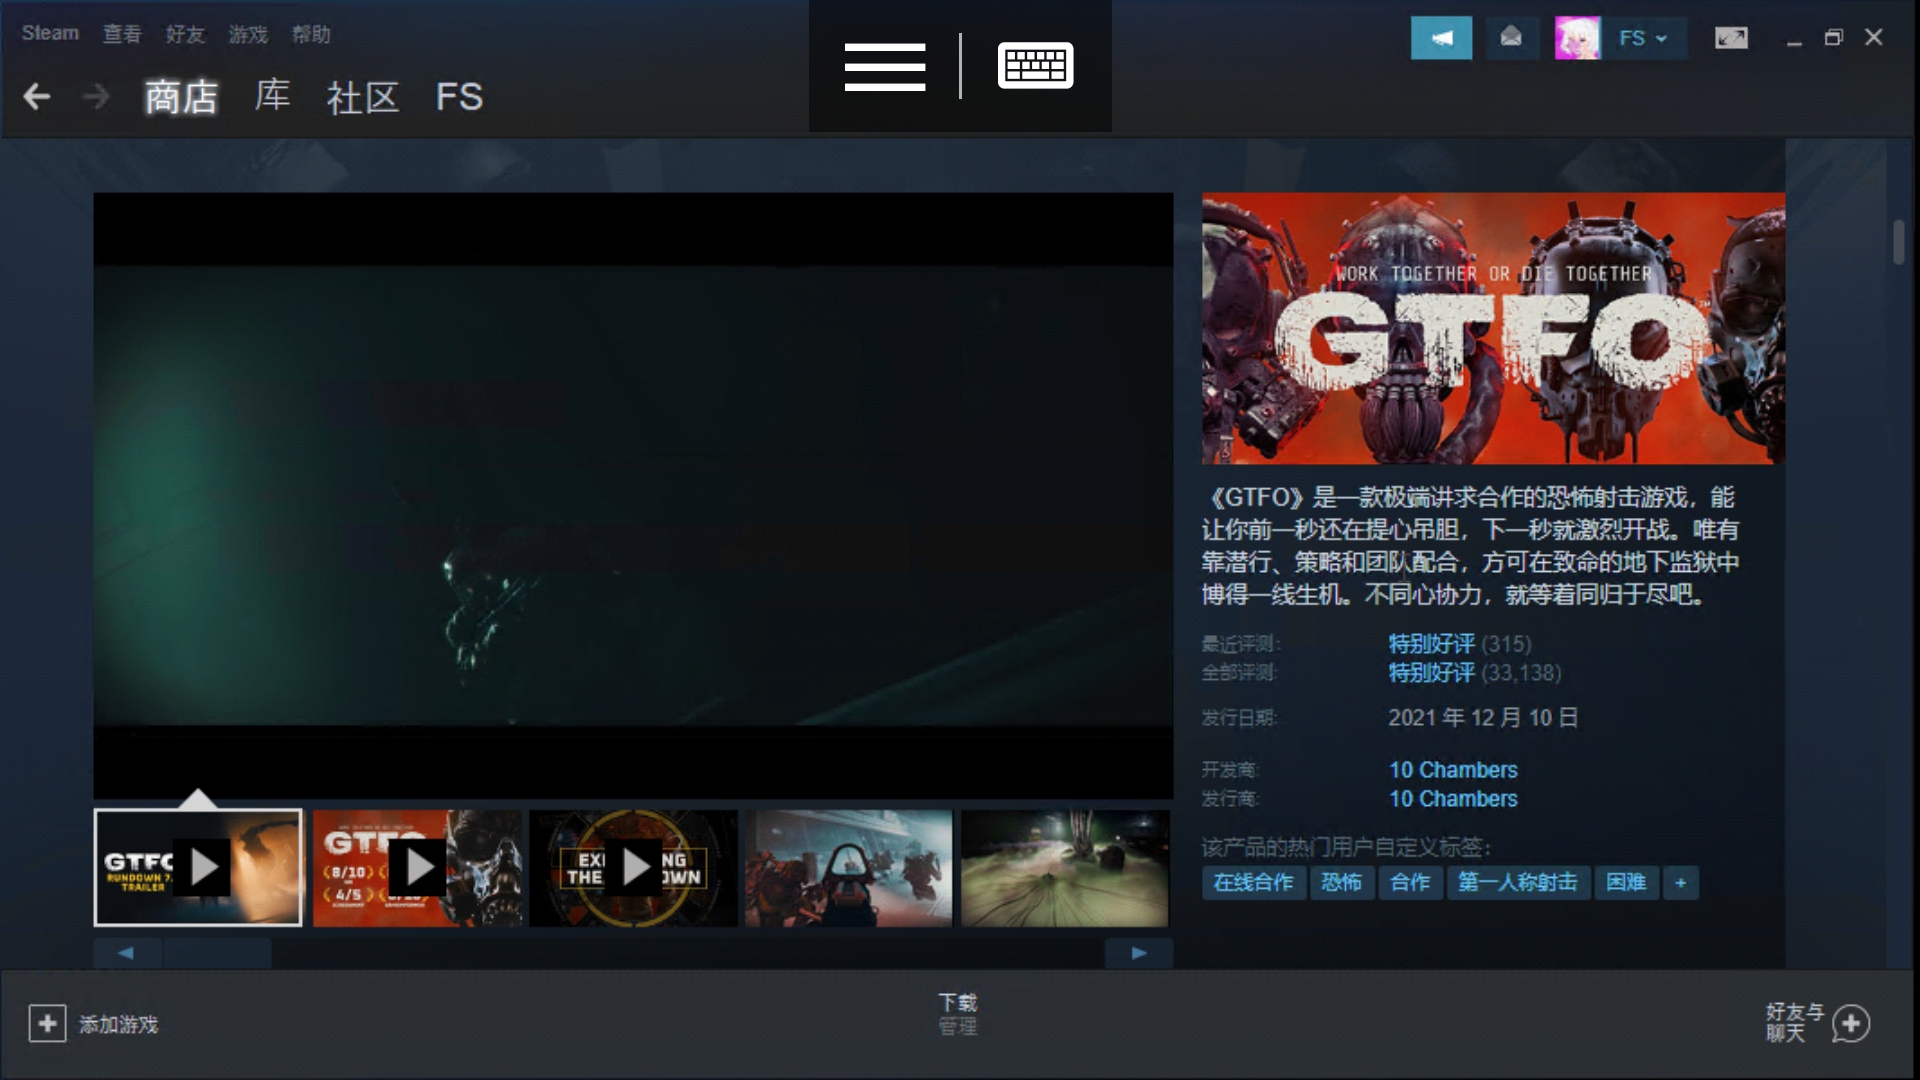 Steam 查看 好友 游戏 帮助
FS
商店 库 社区 FS
WORK TOGETHER OR DIE TOGETHER
GTFO
《GTFO》是一款极端讲求合作的恐怖射击游戏，能
让你前一秒还在提心吊胆，下一秒就激烈开战。唯有
靠潜行、策略和团队配合，方可在致命的地下监狱中
博得一线生机。不同心协力，就等着同归于尽吧。
最近评测: 特别好评 (315)
全部评测: 特别好评 (33,138)
发行日期: 2021 年 12 月 10 日
开发商: 10 Chambers
发行商: 10 Chambers
该产品的热门用户自定义标签:
在线合作 恐怖 合作 第一人称射击 困难 +
RUNDOWN
TRAILER
GTFO
8/10
4/5
THE
添加游戏
下载
管理
好友与
聊天